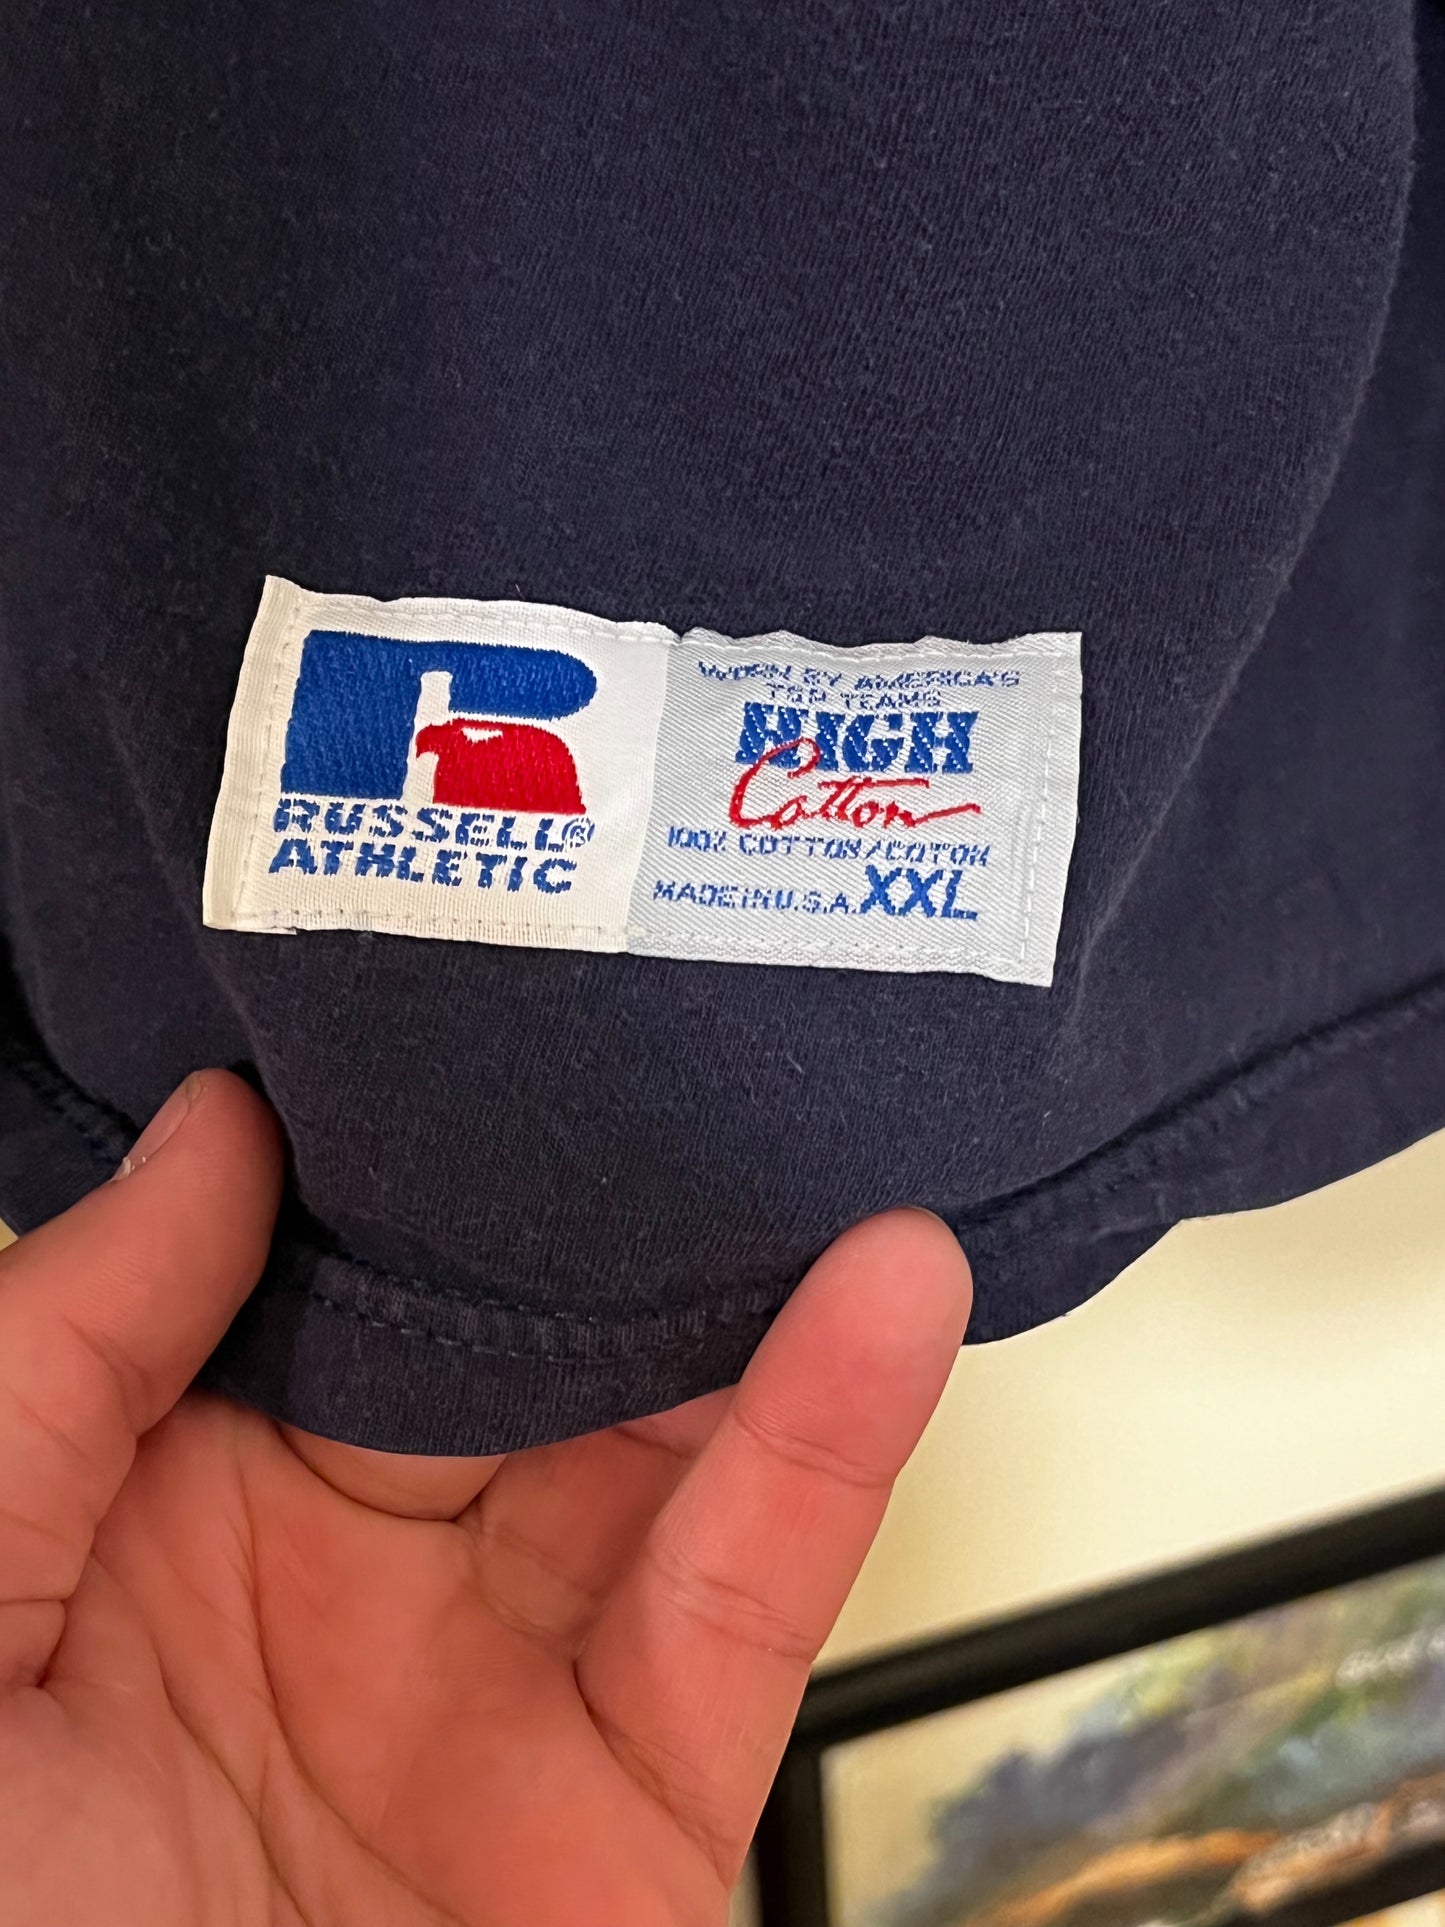 RUSSELL®
ATHLETIC
WORN BY AMERICA'S
TOP TEAMS
HIGH
Cotton
100% COTTON/COTON
MADE IN U.S.A. XXL